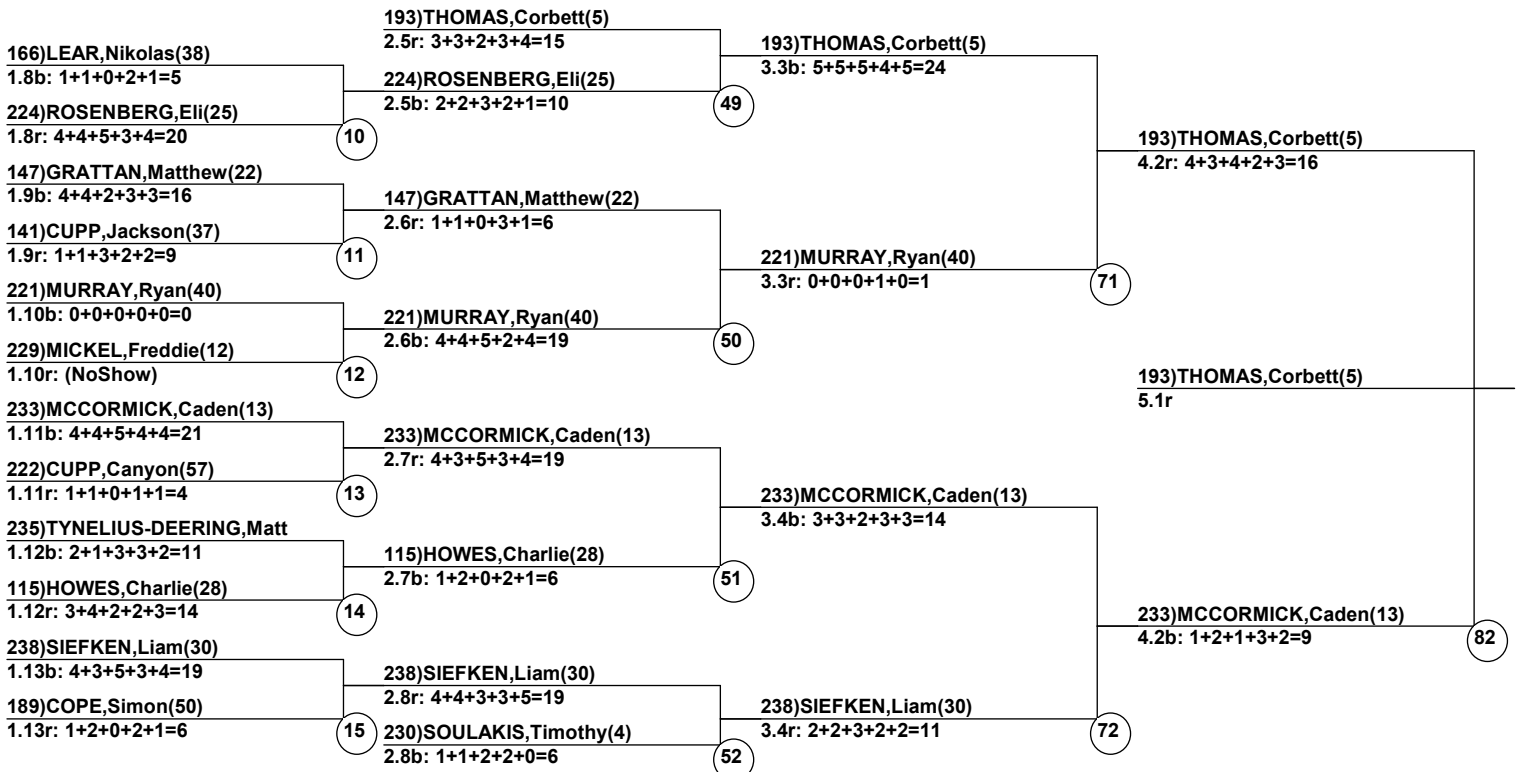 193)THOMAS,Corbett(5)
2.5r: 3+3+2+3+4=15
166)LEAR,Nikolas(38)
1.8b: 1+1+0+2+1=5
224)ROSENBERG,Eli(25)
2.5b: 2+2+3+2+1=10
49
224)ROSENBERG,Eli(25)
1.8r: 4+4+5+3+4=20
10
193)THOMAS,Corbett(5)
3.3b: 5+5+5+4+5=24
147)GRATTAN,Matthew(22)
1.9b: 4+4+2+3+3=16
147)GRATTAN,Matthew(22)
2.6r: 1+1+0+3+1=6
141)CUPP,Jackson(37)
1.9r: 1+1+3+2+2=9
11
221)MURRAY,Ryan(40)
3.3r: 0+0+0+1+0=1
71
221)MURRAY,Ryan(40)
1.10b: 0+0+0+0+0=0
221)MURRAY,Ryan(40)
2.6b: 4+4+5+2+4=19
50
229)MICKEL,Freddie(12)
1.10r: (NoShow)
12
193)THOMAS,Corbett(5)
4.2r: 4+3+4+2+3=16
193)THOMAS,Corbett(5)
5.1r
233)MCCORMICK,Caden(13)
1.11b: 4+4+5+4+4=21
233)MCCORMICK,Caden(13)
2.7r: 4+3+5+3+4=19
222)CUPP,Canyon(57)
1.11r: 1+1+0+1+1=4
13
233)MCCORMICK,Caden(13)
3.4b: 3+3+2+3+3=14
235)TYNELIUS-DEERING,Matt
1.12b: 2+1+3+3+2=11
115)HOWES,Charlie(28)
2.7b: 1+2+0+2+1=6
51
115)HOWES,Charlie(28)
1.12r: 3+4+2+2+3=14
14
233)MCCORMICK,Caden(13)
4.2b: 1+2+1+3+2=9
82
238)SIEFKEN,Liam(30)
1.13b: 4+3+5+3+4=19
238)SIEFKEN,Liam(30)
2.8r: 4+4+3+3+5=19
189)COPE,Simon(50)
1.13r: 1+2+0+2+1=6
15
238)SIEFKEN,Liam(30)
3.4r: 2+2+3+2+2=11
72
230)SOULAKIS,Timothy(4)
2.8b: 1+1+2+2+0=6
52